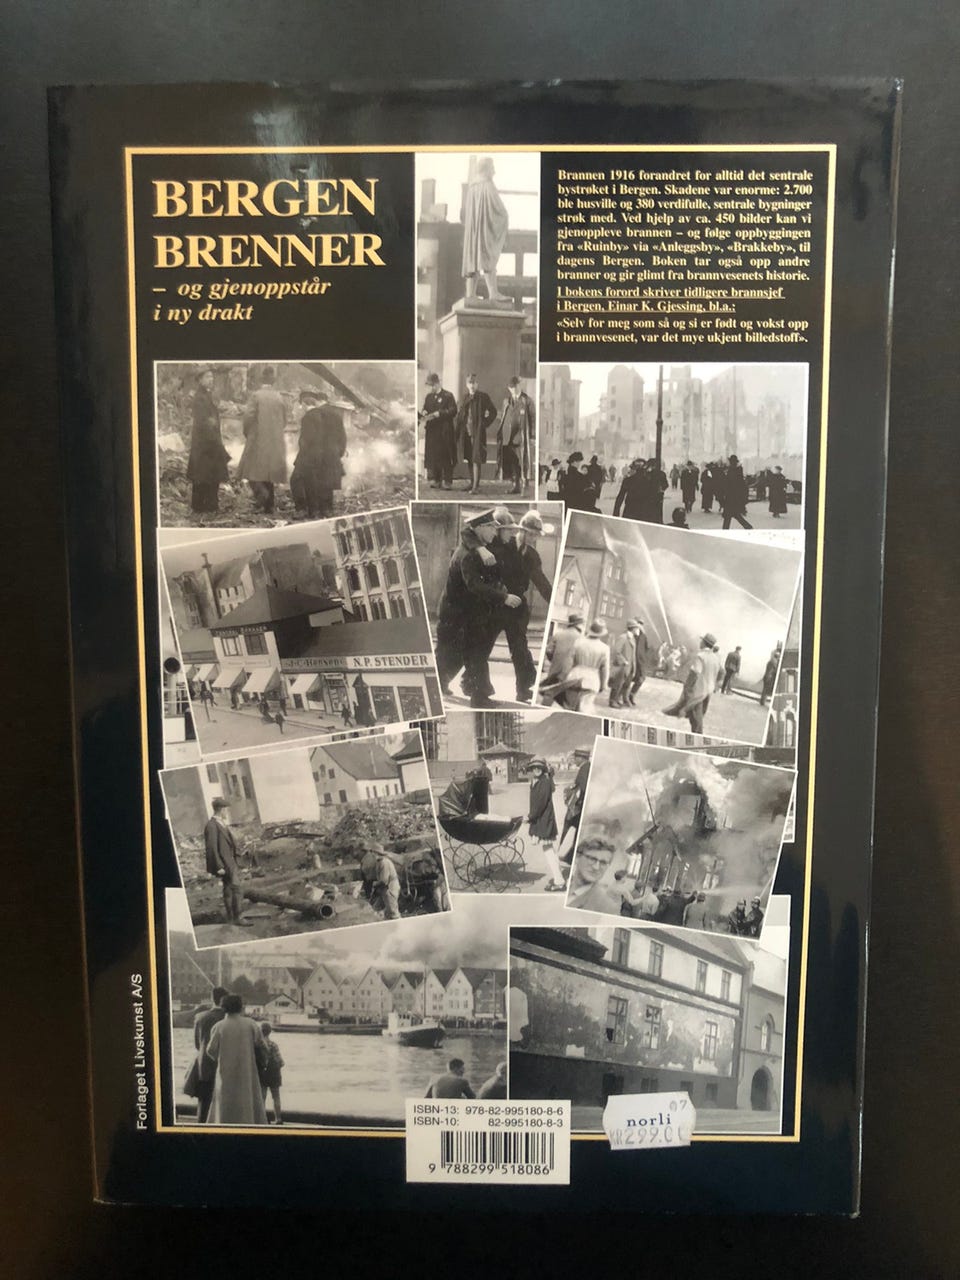 BERGEN
BRENNER
– og gjenoppstår
i ny drakt
Brannen 1916 forandret for alltid det sentrale
bystrøket i Bergen. Skadene var enorme: 2.700
ble husville og 380 verdifulle, sentrale bygninger
strøk med. Ved hjelp av ca. 450 bilder kan vi
gjenoppleve brannen – og følge oppbyggingen
fra «Ruinby» via «Anleggsby», «Brakkeby», til
dagens Bergen. Boken tar også opp andre
branner og gir glimt fra brannvesenets historie.
I bokens forord skriver tidligere brannsjef
i Bergen, Einar K. Gjessing, bl.a.:
«Selv for meg som så og si er født og vokst opp
i brannvesenet, var det mye ukjent billedstoff».
N.P. STENDER
Forlaget Livskunst A/S
ISBN-13: 978-82-995180-8-6
ISBN-10: 82-995180-8-3
9 788299 518086
07
norli
KR299.0